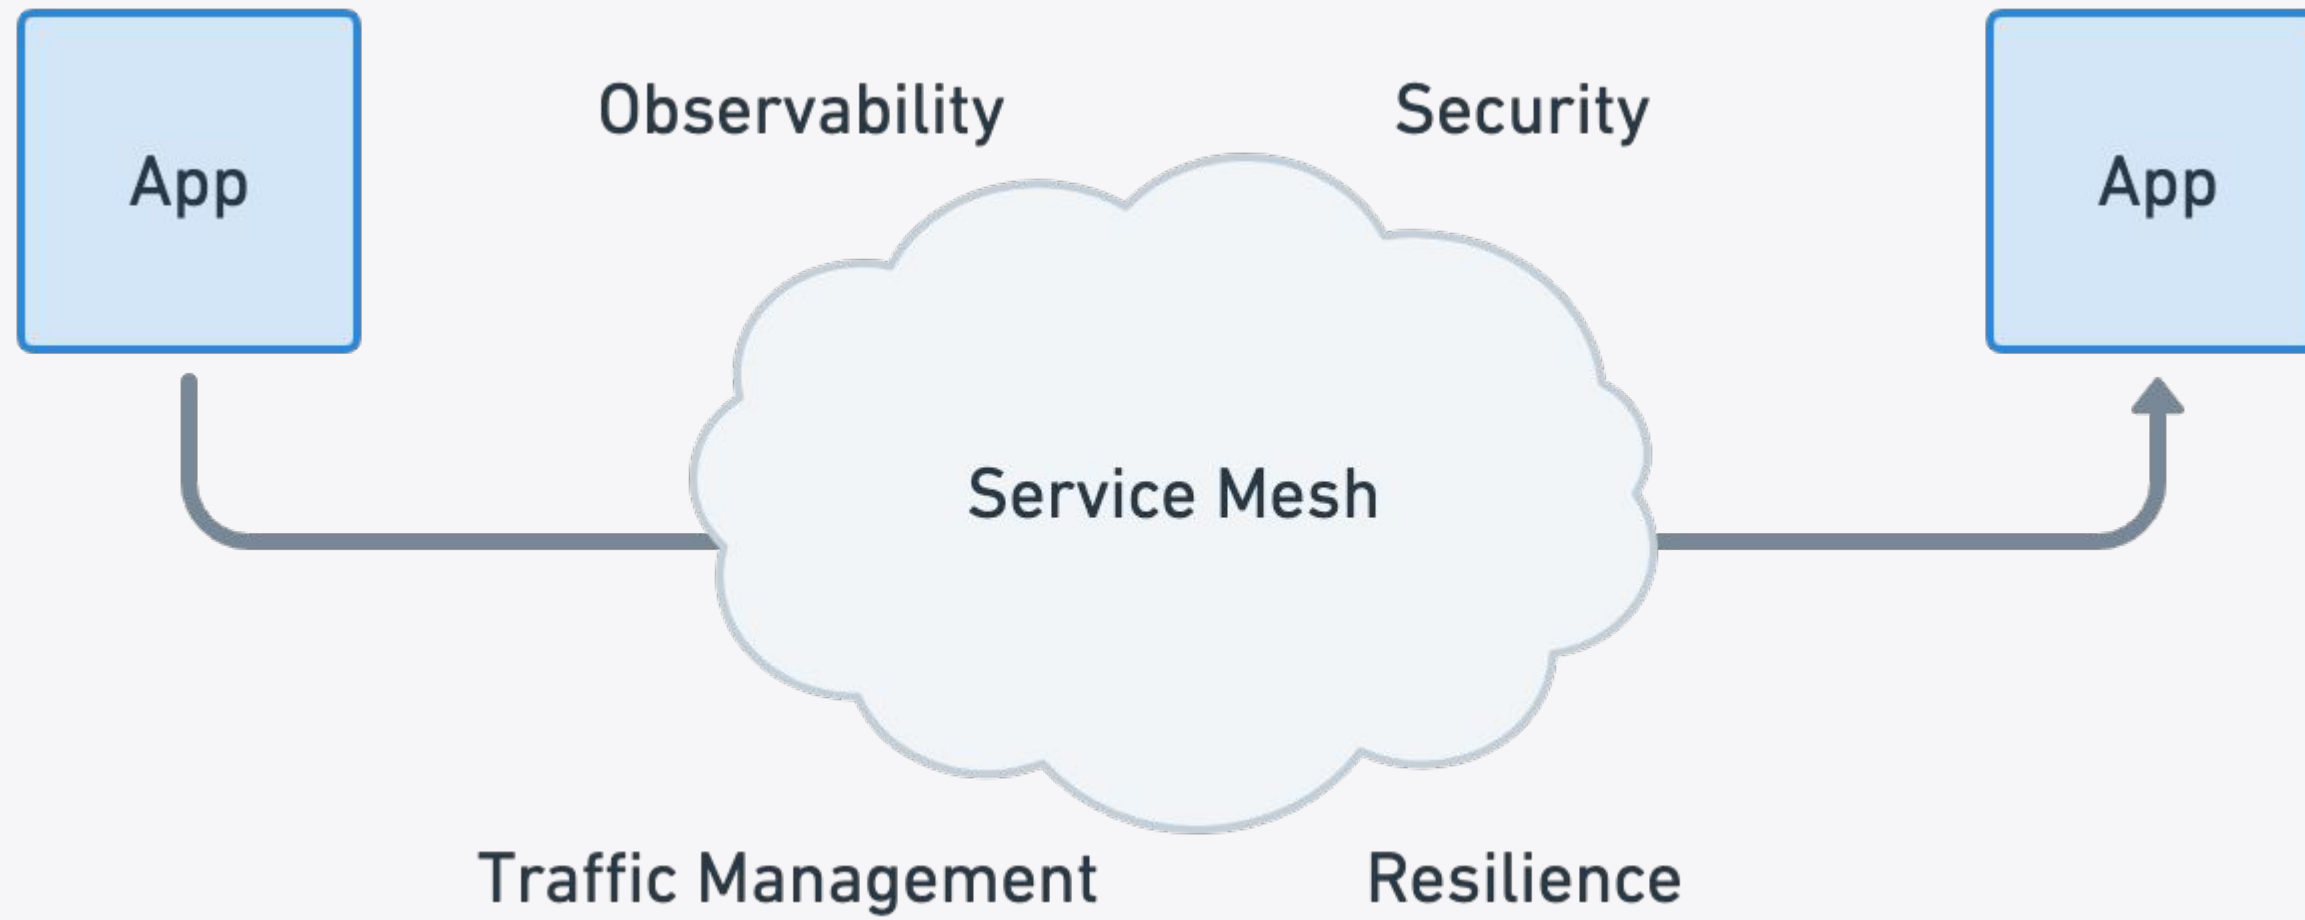 Observability
Security
App
App
Service Mesh
Traffic Management
Resilience